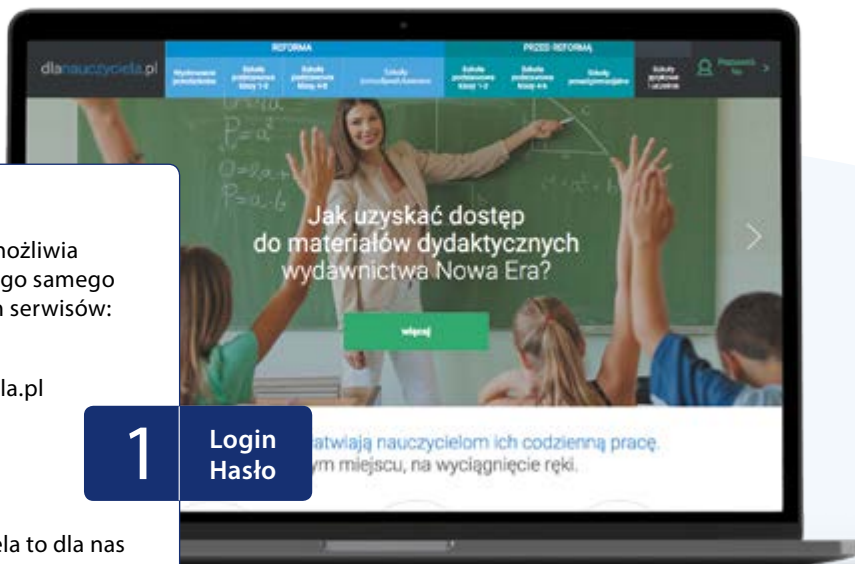 REFORMA
PRZED REFORMĄ
dlanauczyciela.pl
Jak uzyskać dostęp
do materiałów dydaktycznych
wydawnictwa Nowa Era?
więcej
możliwia
go samego
serwisów:
la.pl
1
Login
Hasło
atwiają nauczycielom ich codzienną pracę.
ym miejscu, na wyciągnięcie ręki.
ela to dla nas